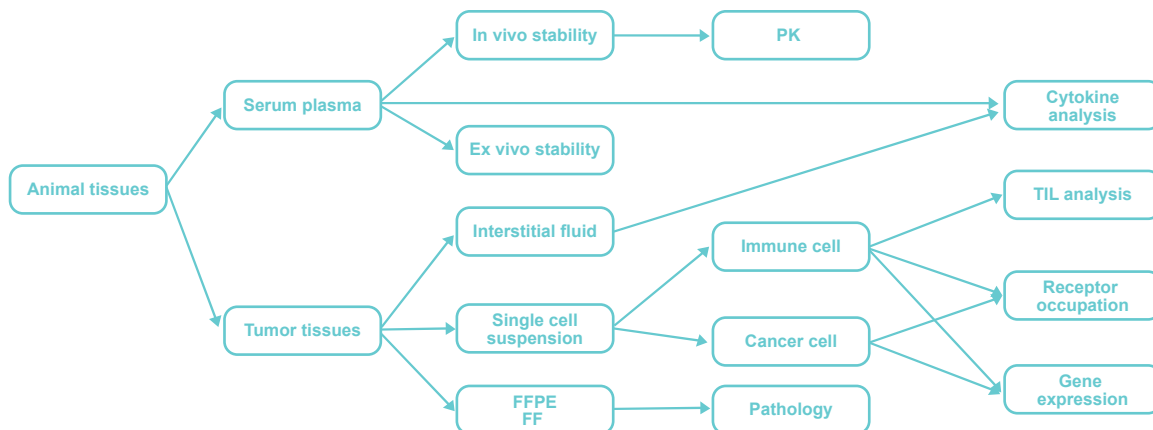 In vivo stability
PK
Serum plasma
Cytokine
analysis
Ex vivo stability
Animal tissues
TIL analysis
Interstitial fluid
Immune cell
Receptor
occupation
Tumor tissues
Single cell
suspension
Cancer cell
Gene
expression
FFPE
FF
Pathology